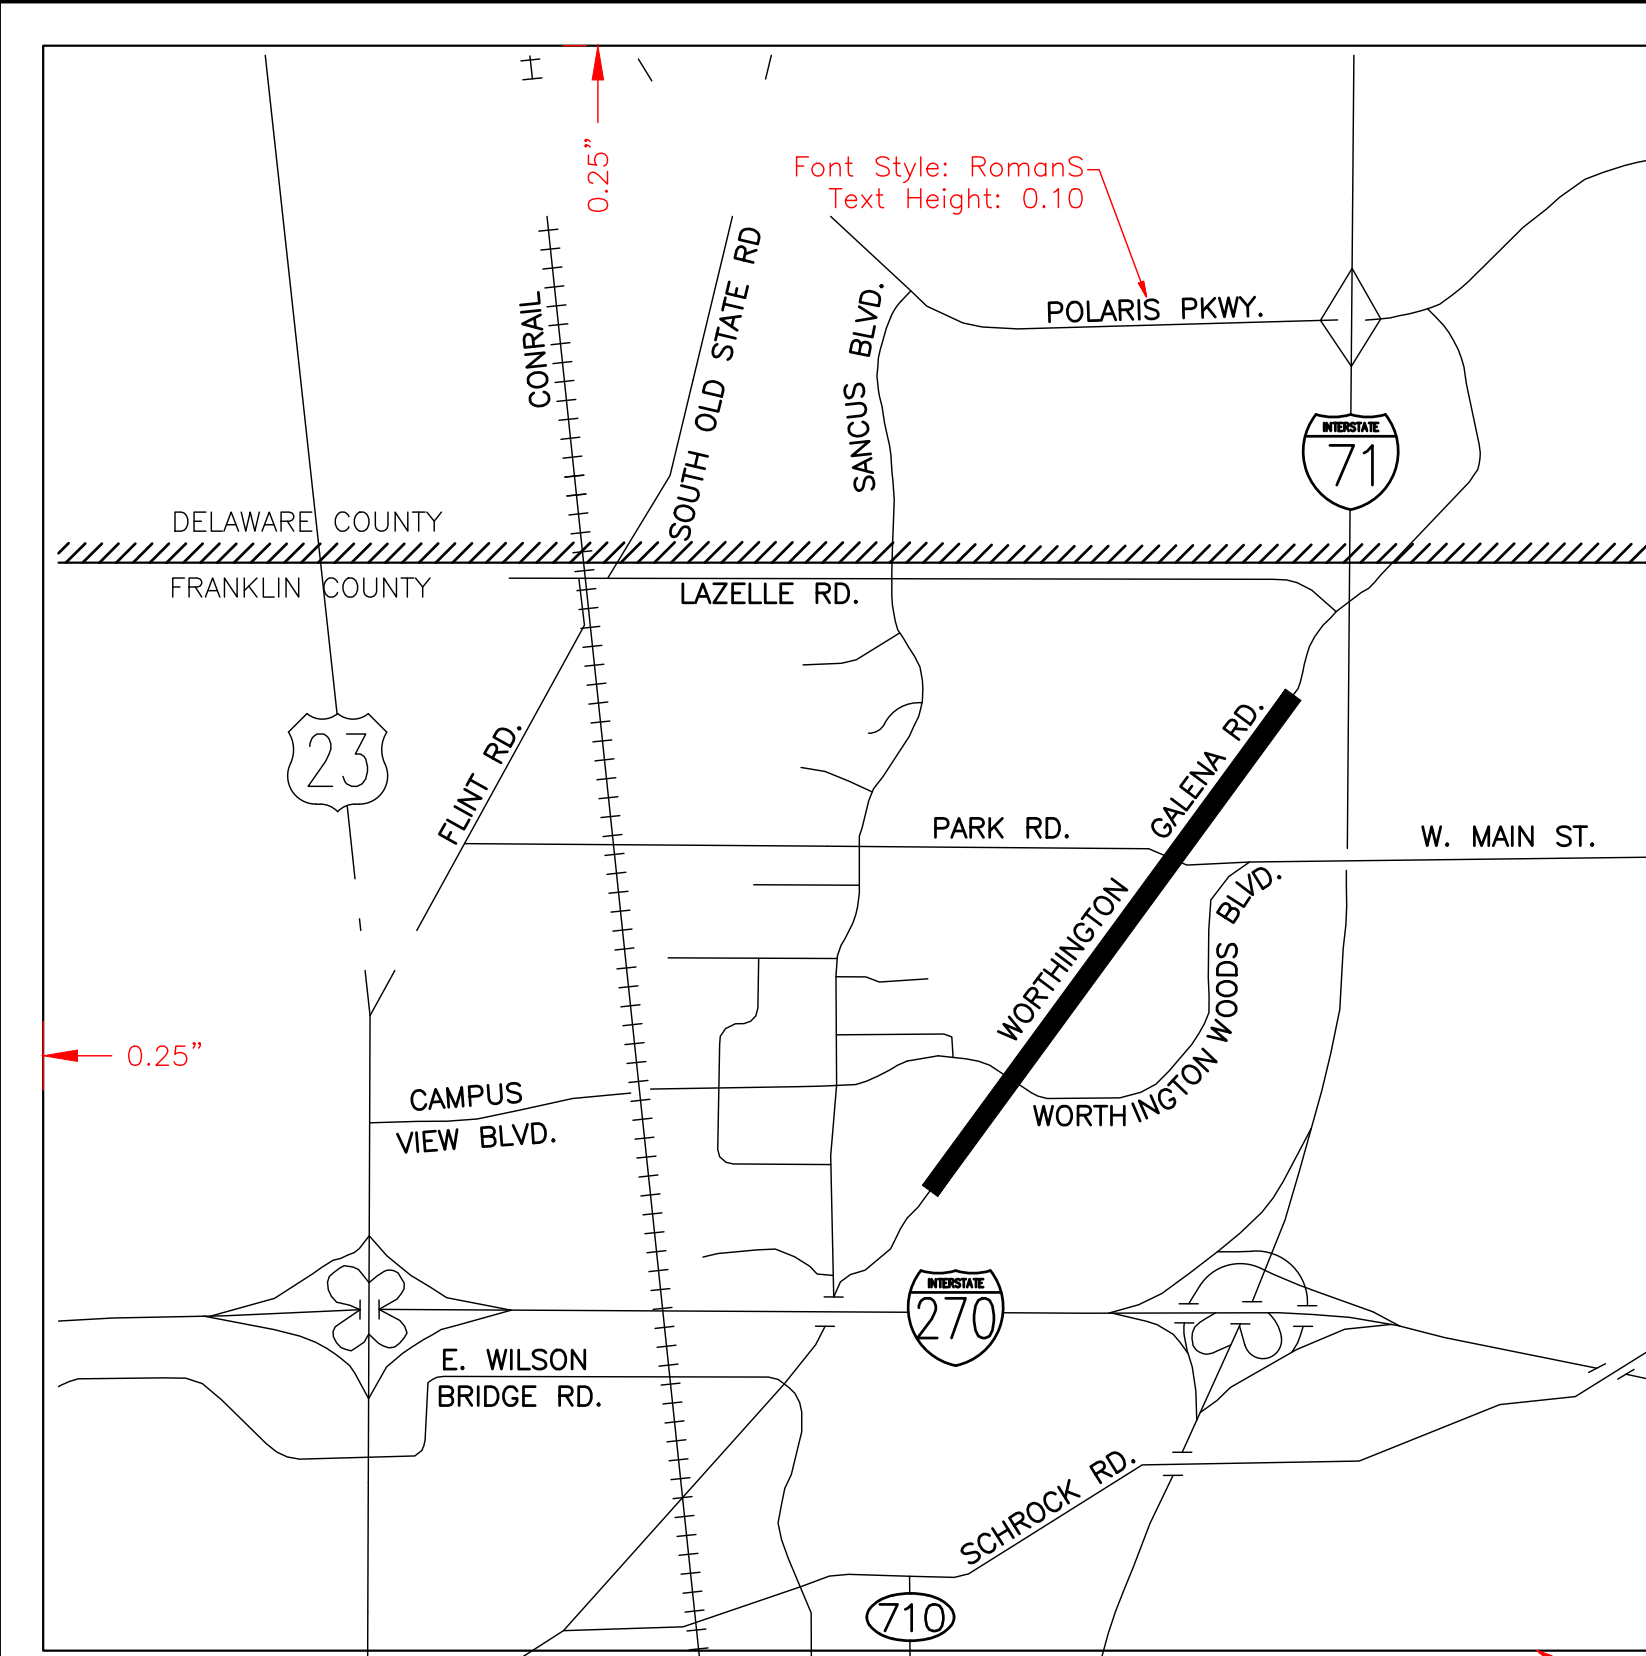 0.25"
Font Style: RomanS
Text Height: 0.10
SOUTH OLD STATE RD
SANCUS BLVD.
POLARIS PKWY.
CONRAIL
INTERSTATE
71
DELAWARE COUNTY
FRANKLIN COUNTY
LAZELLE RD.
23
FLINT RD.
WORTHINGTON GALENA RD.
PARK RD.
W. MAIN ST.
WORTHINGTON WOODS BLVD.
0.25"
CAMPUS
VIEW BLVD.
INTERSTATE
270
E. WILSON
BRIDGE RD.
SCHROCK RD.
710